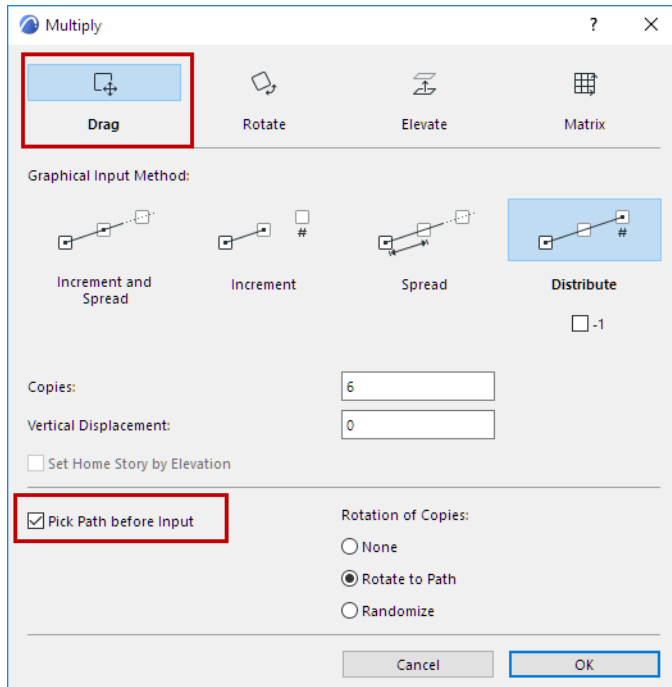 Multiply
?
Drag
Rotate
Elevate
Matrix
Graphical Input Method:
#
#
Increment and
Spread
Increment
Spread
Distribute
-1
Copies:
6
Vertical Displacement:
0
Set Home Story by Elevation
Pick Path before Input
Rotation of Copies:
None
Rotate to Path
Randomize
Cancel
OK